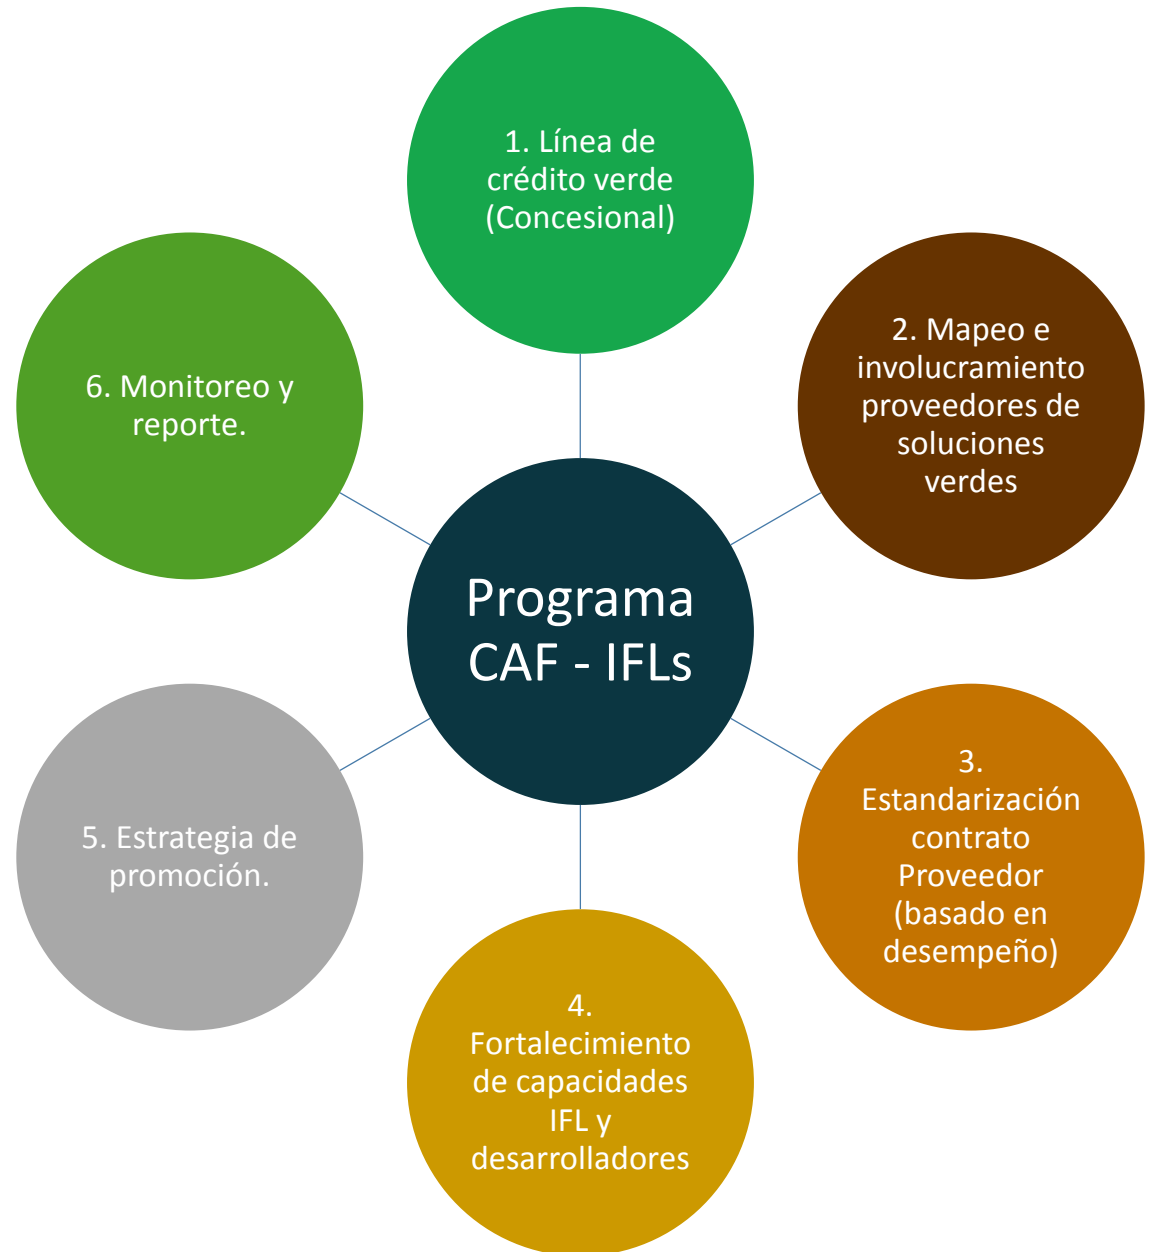 1. Línea de
crédito verde
(Concesional)
2. Mapeo e
involucramiento
proveedores de
soluciones
verdes
3.
Estandarización
contrato
Proveedor
(basado en
desempeño)
4.
Fortalecimiento
de capacidades
IFL y
desarrolladores
5. Estrategia de
promoción.
6. Monitoreo y
reporte.
Programa
CAF - IFLs